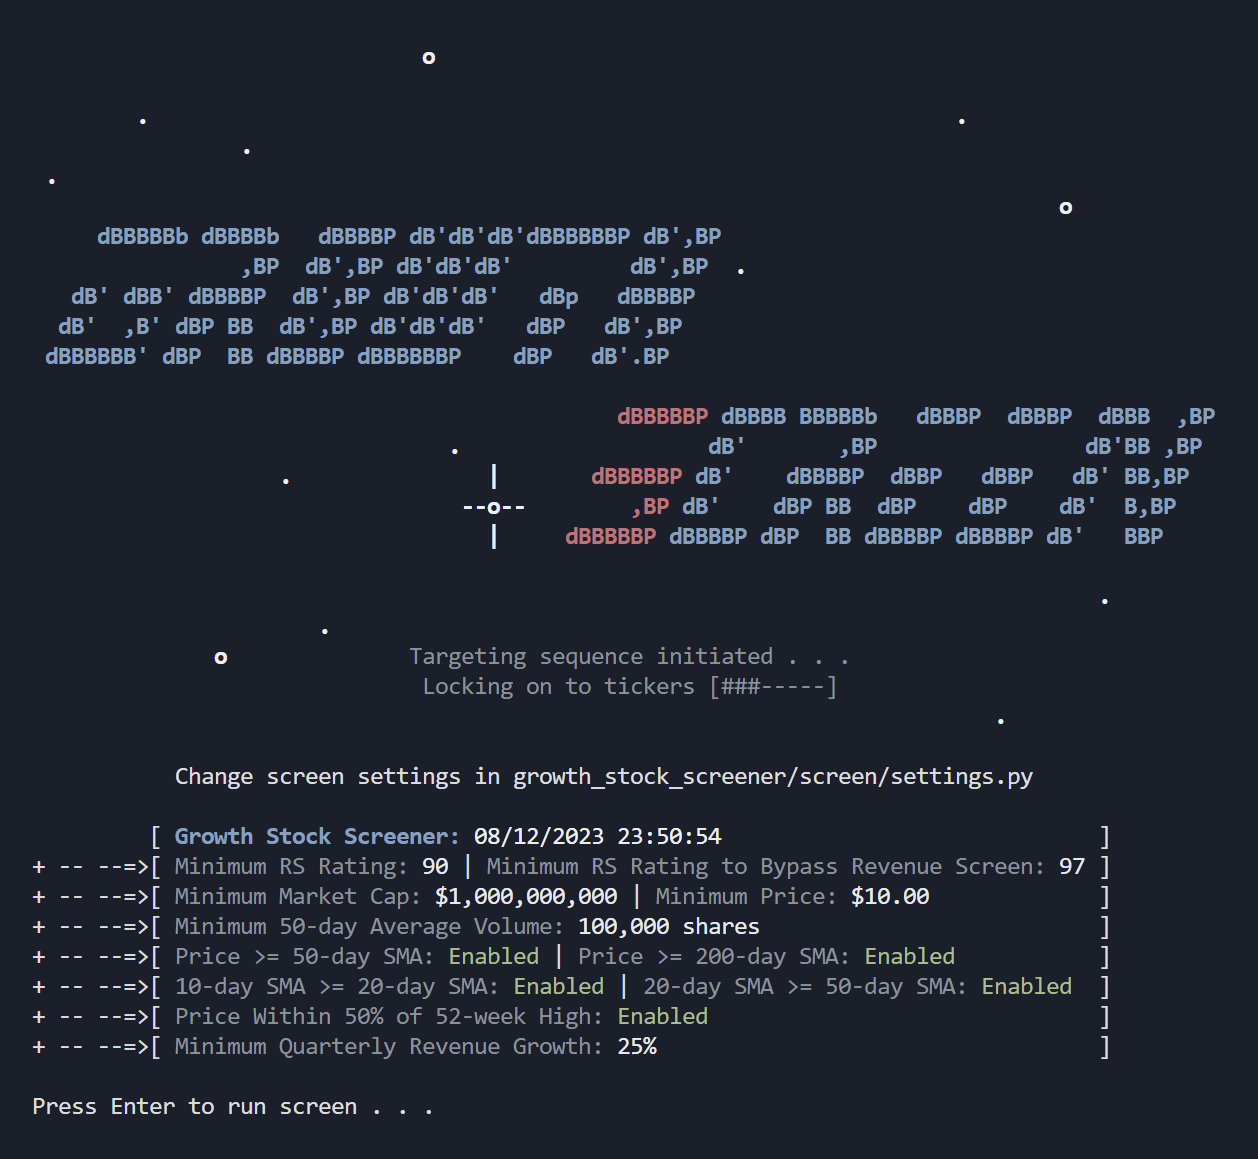 o
. .
.
.
o
dBBBBBb dBBBBb   dBBBBP dB'dB'dB'dBBBBBBP dB',BP
,BP  dB',BP dB'dB'dB'         dB',BP  .
dB' dBB' dBBBBP  dB',BP dB'dB'dB'   dBp   dBBBBP
dB'  ,B' dBP BB  dB',BP dB'dB'dB'   dBP   dB',BP
dBBBBBB' dBP  BB dBBBBP dBBBBBBP    dBP   dB'.BP
dBBBBBP dBBBB BBBBBb   dBBBP  dBBBP  dBBB  ,BP
.                   dB'       ,BP                dB'BB ,BP
.               |       dBBBBBP dB'    dBBBBP  dBBP   dBBP   dB' BB,BP
--o--        ,BP dB'    dBP BB  dBP    dBP    dB'  B,BP
|     dBBBBBP dBBBBP dBP  BB dBBBBP dBBBBP dB'   BBP
.
.
o              Targeting sequence initiated . . .
Locking on to tickers [###-----]
.
Change screen settings in growth_stock_screener/screen/settings.py
[ Growth Stock Screener: 08/12/2023 23:50:54 ]
+ -- --=>[ Minimum RS Rating: 90 | Minimum RS Rating to Bypass Revenue Screen: 97 ]
+ -- --=>[ Minimum Market Cap: $1,000,000,000 | Minimum Price: $10.00 ]
+ -- --=>[ Minimum 50-day Average Volume: 100,000 shares ]
+ -- --=>[ Price >= 50-day SMA: Enabled | Price >= 200-day SMA: Enabled ]
+ -- --=>[ 10-day SMA >= 20-day SMA: Enabled | 20-day SMA >= 50-day SMA: Enabled ]
+ -- --=>[ Price Within 50% of 52-week High: Enabled ]
+ -- --=>[ Minimum Quarterly Revenue Growth: 25% ]
Press Enter to run screen . . .